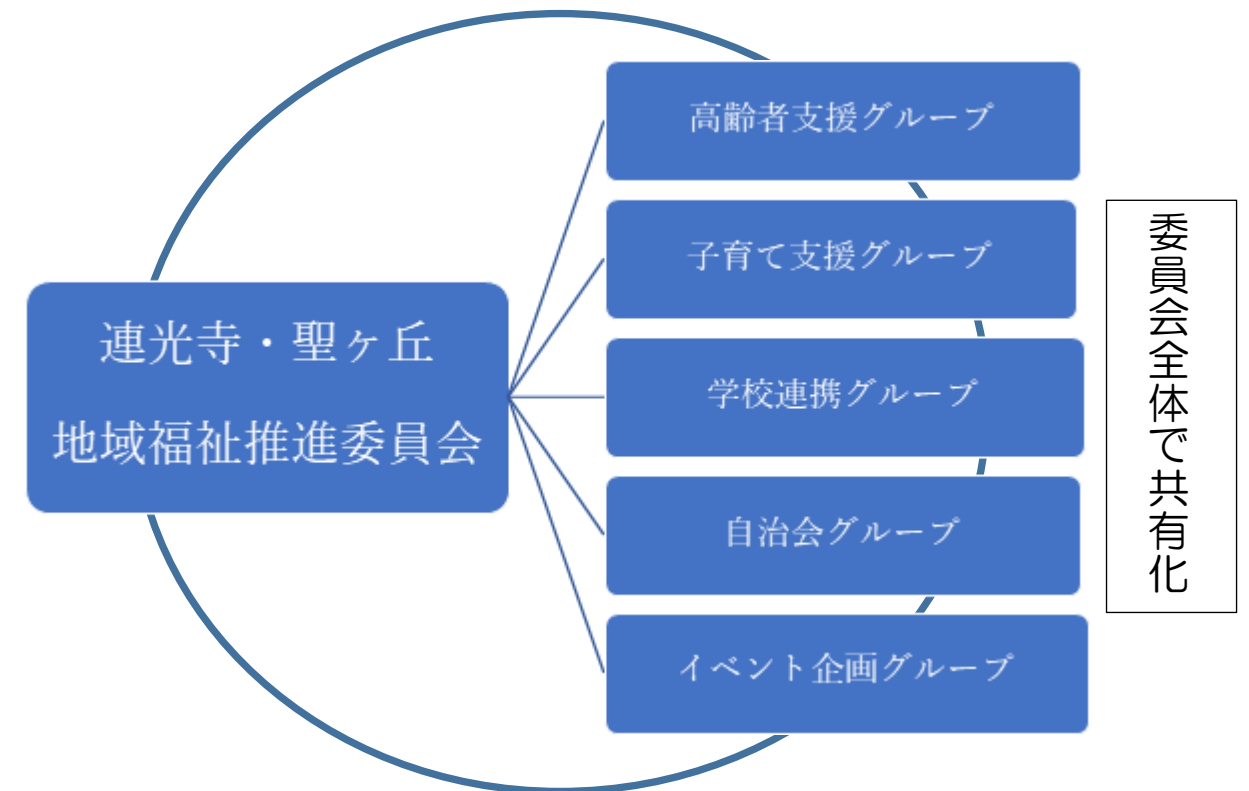 連光寺・聖ヶ丘
地域福祉推進委員会
高齢者支援グループ
子育て支援グループ
学校連携グループ
自治会グループ
イベント企画グループ
委員会全体で共有化